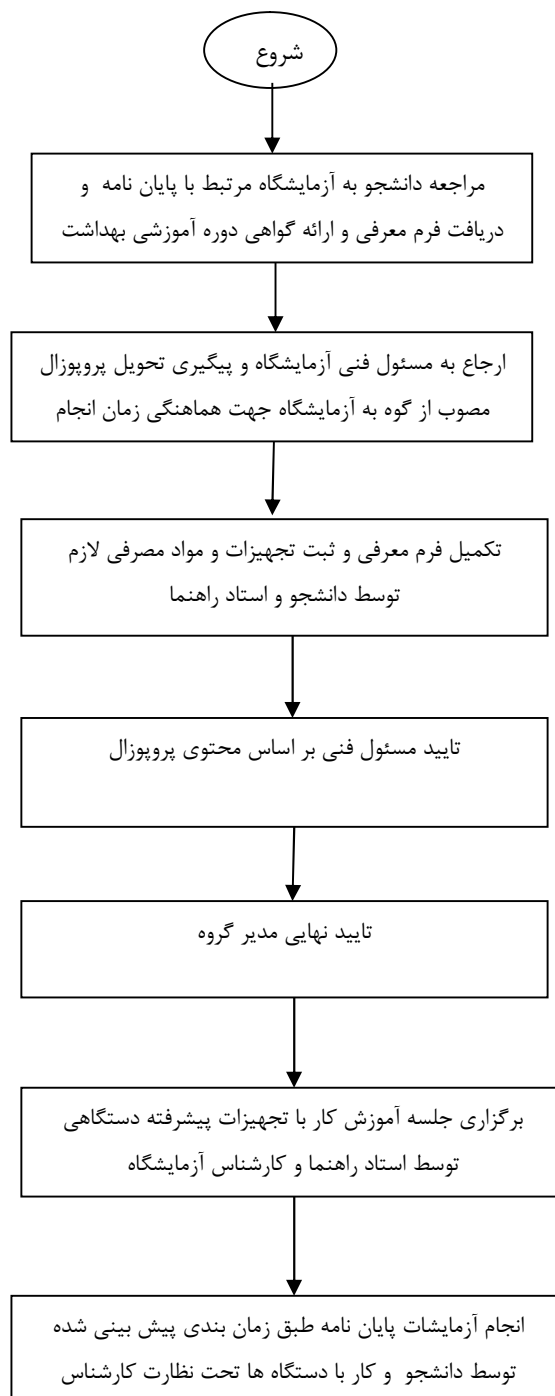 شروع
مراجعه دانشجو به آزمایشگاه مرتبط با پایان نامه و
دریافت فرم معرفی و ارائه گواهی دوره آموزشی بهداشت
ارجاع به مسئول فنی آزمایشگاه و پیگیری تحویل پروپوزال
مصوب از گوه به آزمایشگاه جهت هماهنگی زمان انجام
تکمیل فرم معرفی و ثبت تجهیزات و مواد مصرفی لازم
توسط دانشجو و استاد راهنما
تایید مسئول فنی بر اساس محتوی پروپوزال
تایید نهایی مدیر گروه
برگزاری جلسه آموزش کار با تجهیزات پیشرفته دستگاهی
توسط استاد راهنما و کارشناس آزمایشگاه
انجام آزمایشات پایان نامه طبق زمان بندی پیش بینی شده
توسط دانشجو و کار با دستگاه ها تحت نظارت کارشناس